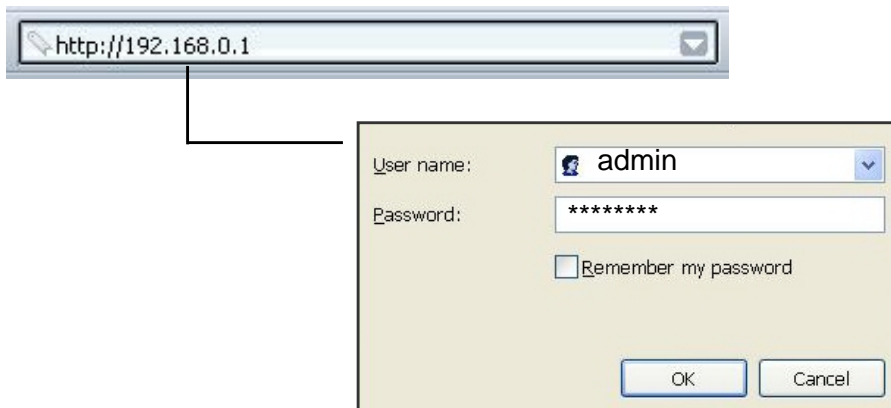 http://192.168.0.1
User name: admin
Password: ********
Remember my password
OK Cancel